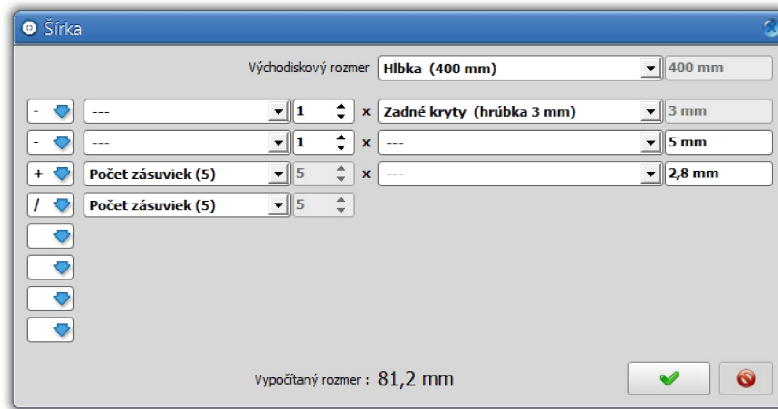 Šírka
Východiskový rozmer Hlbka (400 mm) 400 mm
- --- 1 x Zadné kryty (hrúbka 3 mm) 3 mm
- --- 1 x --- 5 mm
+ Počet zásuviek (5) 5 x --- 2,8 mm
/ Počet zásuviek (5) 5
Vypočítaný rozmer : 81,2 mm